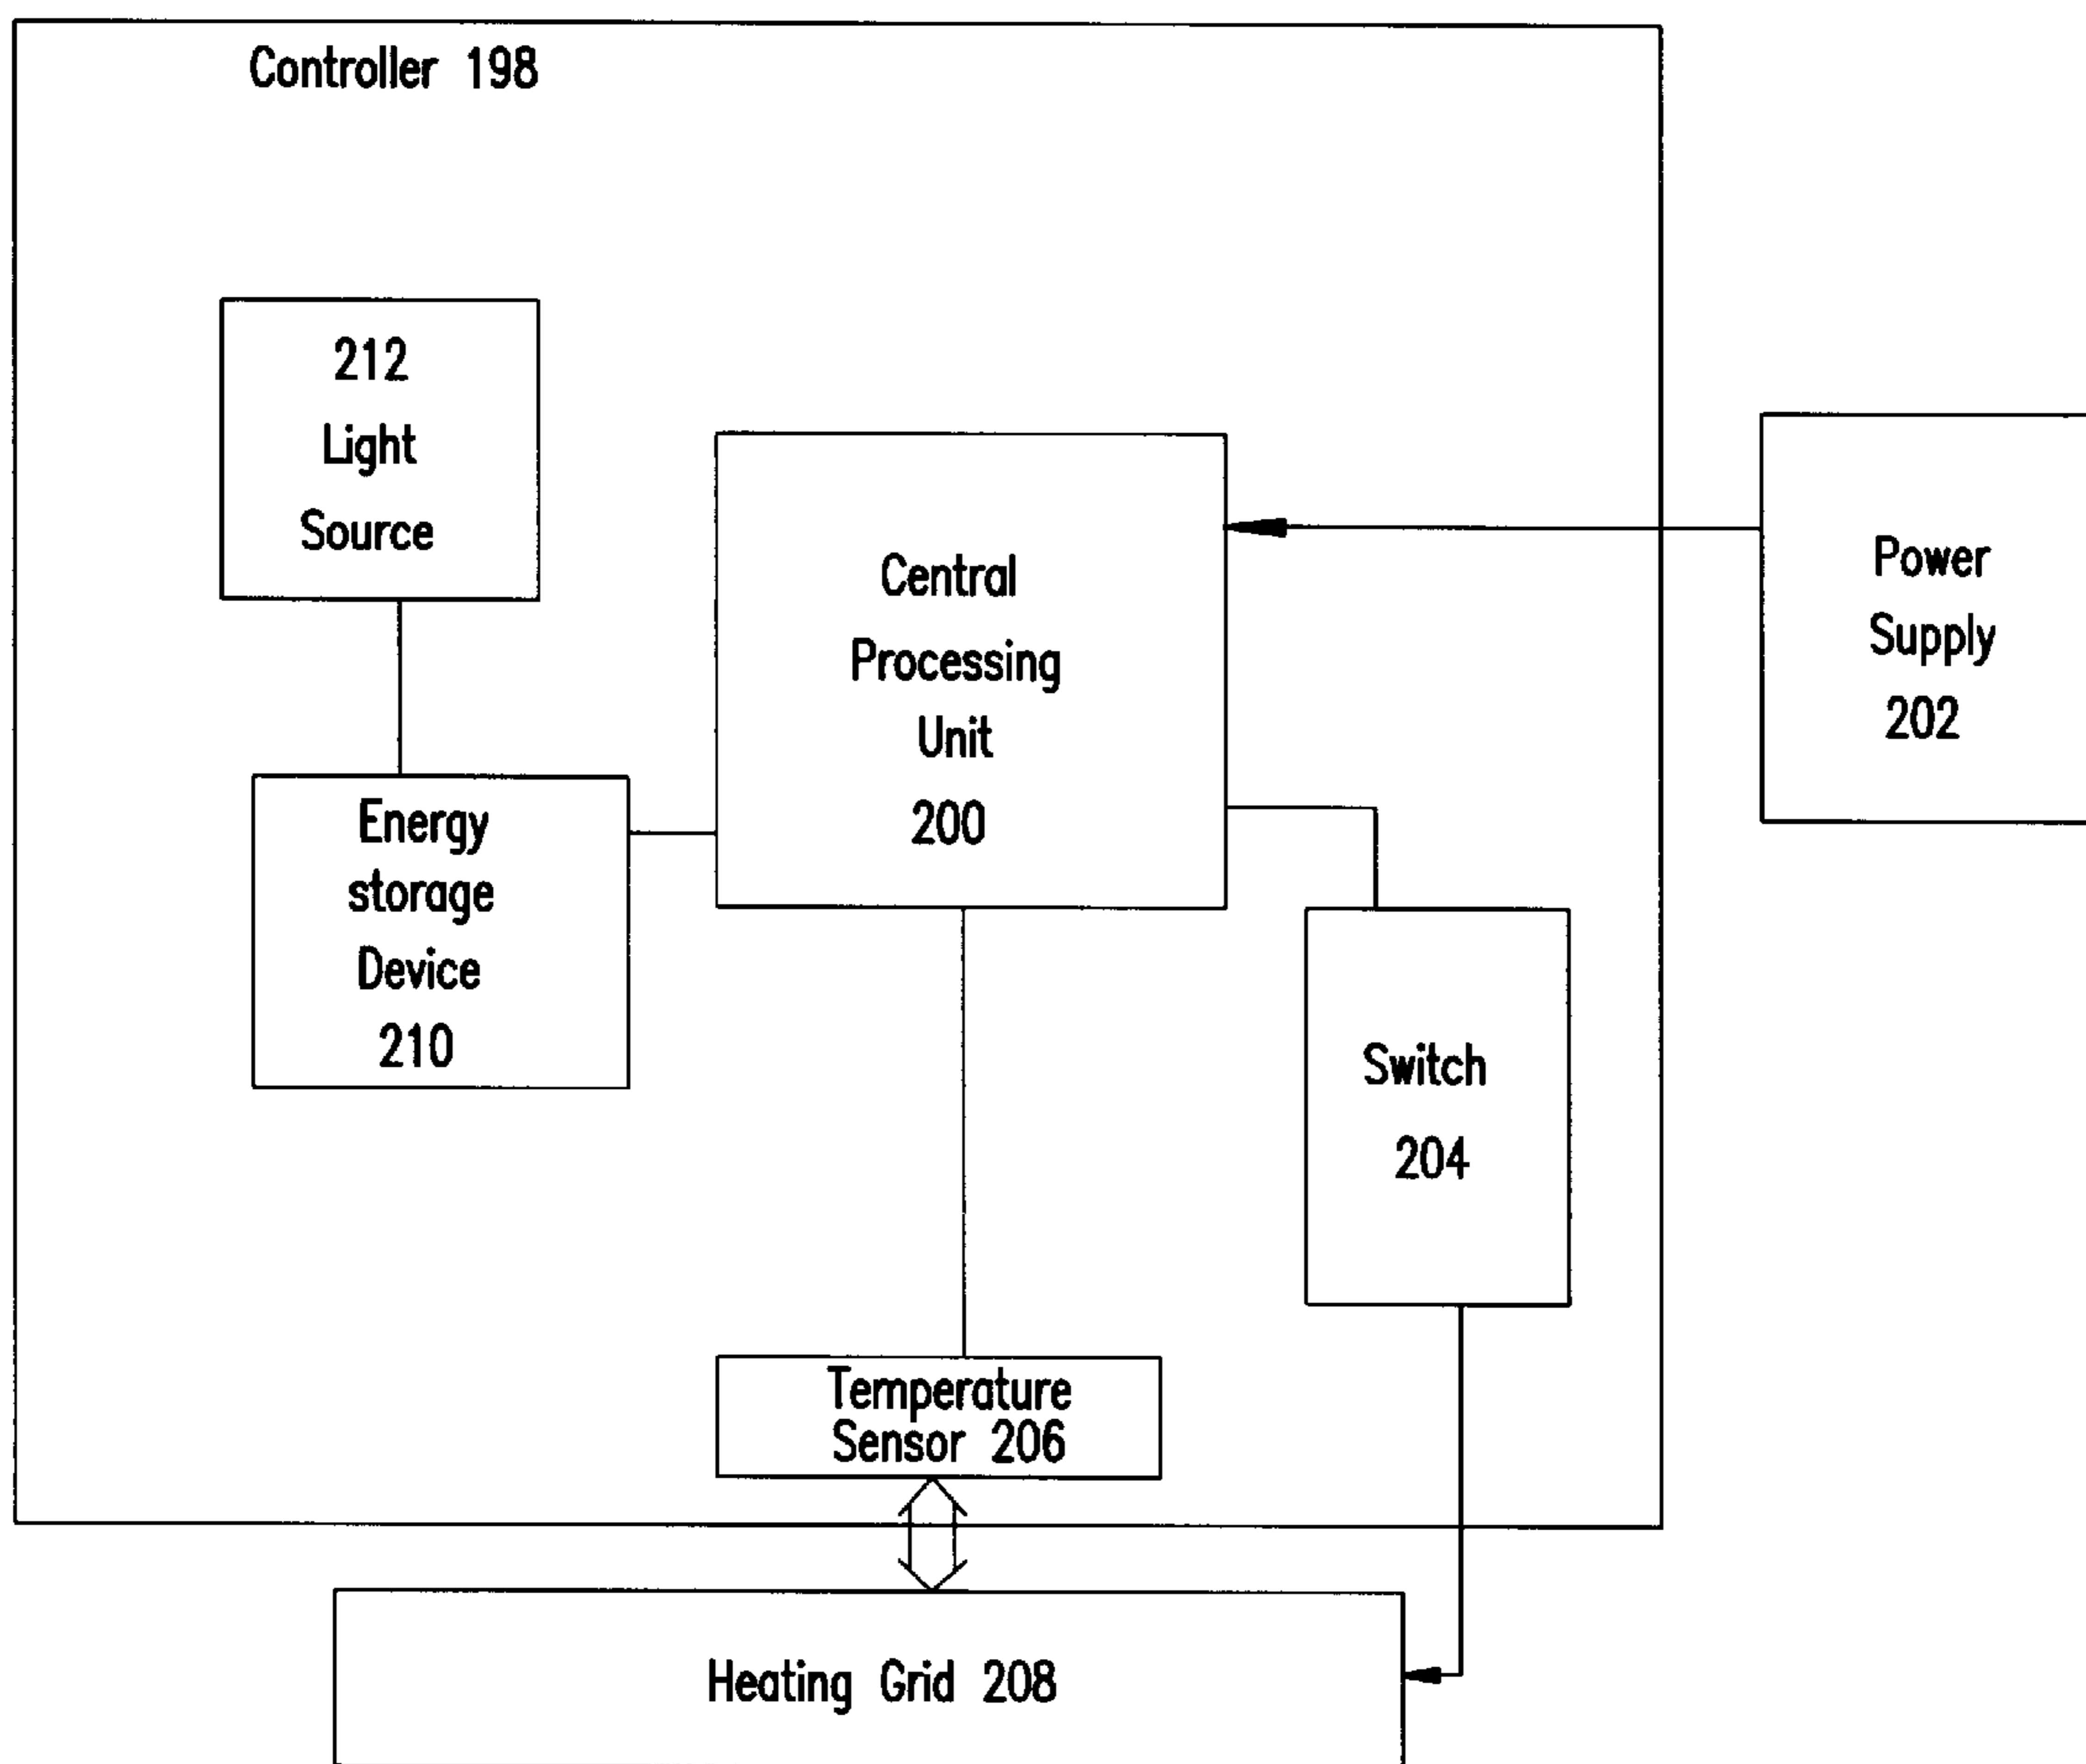 Controller 198
212
Light
Source
Central
Processing
Unit
200
Power
Supply
202
Energy
storage
Device
210
Switch
204
Temperature
Sensor 206
Heating Grid 208